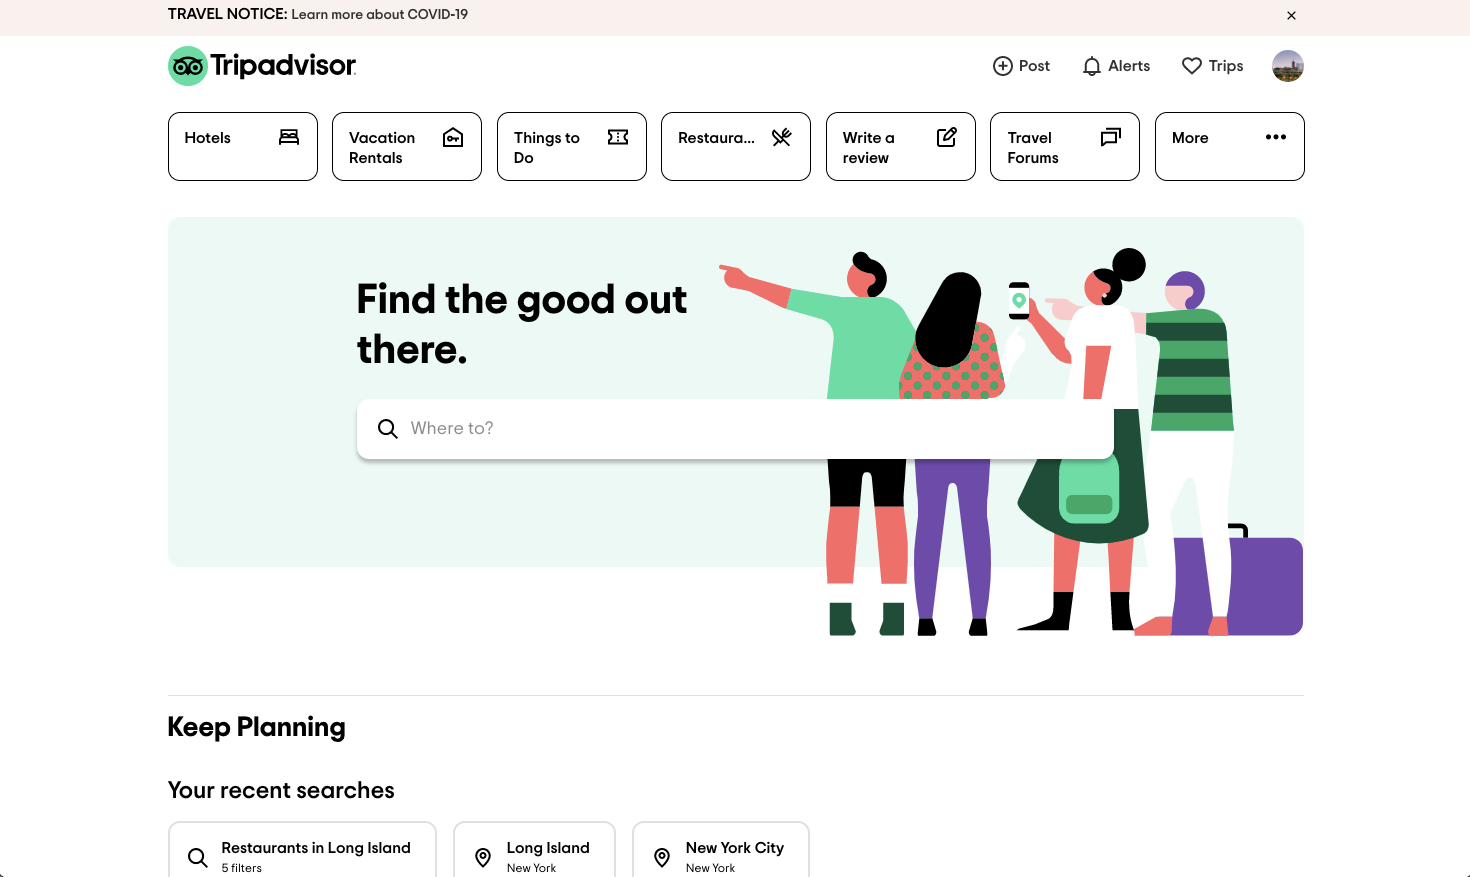 TRAVEL NOTICE: Learn more about COVID-19
Tripadvisor
Post
Alerts
Trips
Hotels
Vacation
Rentals
Things to
Do
Restaura...
Write a
review
Travel
Forums
More
Find the good out
there.
Where to?
Keep Planning
Your recent searches
Restaurants in Long Island
5 filters
Long Island
New York
New York City
New York